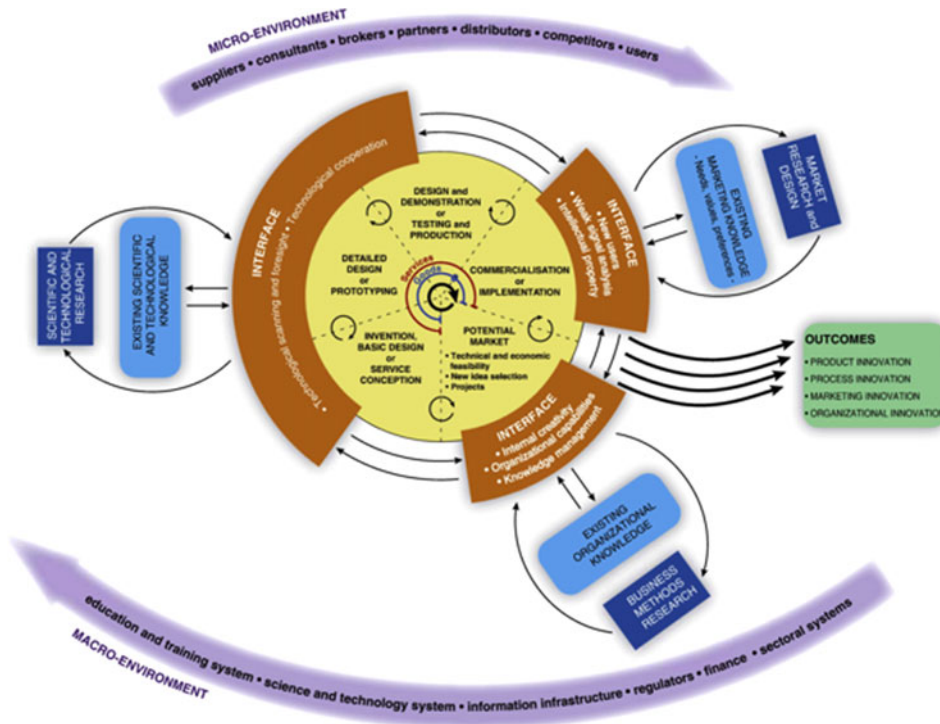 MICRO-ENVIRONMENT
suppliers • consultants • brokers • partners • distributors • competitors • users
INTERFACE
• Technological scanning and foresight • Technological cooperation
SCIENTIFIC AND
TECHNOLOGICAL
RESEARCH
EXISTING SCIENTIFIC
AND TECHNOLOGICAL
KNOWLEDGE
DESIGN and
DEMONSTRATION
or
TESTING and
PRODUCTION
DETAILED
DESIGN or
PROTOTYPING
Services
Goods
COMMERCIALISATION
or
IMPLEMENTATION
INVENTION,
BASIC DESIGN
or
SERVICE
CONCEPTION
POTENTIAL
MARKET
• Technical and economic
feasibility
• New idea selection
• Projects
INTERFACE
• New users
• Weak signal analysis
• Intellectual property
EXISTING
MARKETING KNOWLEDGE
- Needs, values, preferences -
MARKET
RESEARCH and
DESIGN
OUTCOMES
• PRODUCT INNOVATION
• PROCESS INNOVATION
• MARKETING INNOVATION
• ORGANIZATIONAL INNOVATION
INTERFACE
• Internal creativity
• Organizational capabilities
• Knowledge management
EXISTING
ORGANIZATIONAL
KNOWLEDGE
BUSINESS
METHODS
RESEARCH
education and training system • science and technology system • information infrastructure • regulators • finance • sectoral systems
MACRO-ENVIRONMENT